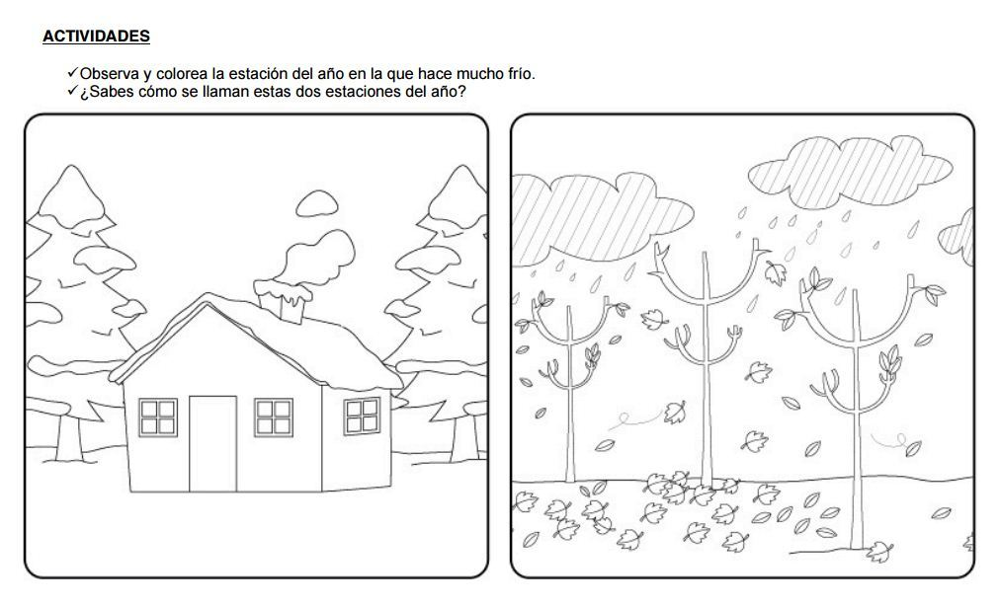 ACTIVIDADES
✓Observa y colorea la estación del año en la que hace mucho frío.
✓¿Sabes cómo se llaman estas dos estaciones del año?